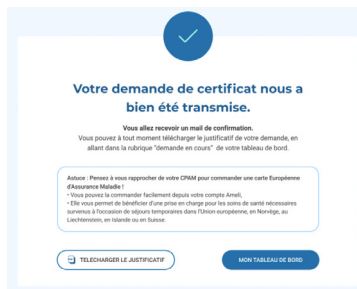 Votre demande de certificat nous a
bien été transmise.
Vous allez recevoir un mail de confirmation.
Vous pouvez à tout moment télécharger le justificatif de votre demande, en
allant dans la rubrique "demande en cours" de votre tableau de bord.
Astuce : Pensez à vous rapprocher de votre CPAM pour commander une carte Européenne
d'Assurance Maladie !
• Vous pouvez la commander facilement depuis votre compte Ameli,
• Elle vous permet de bénéficier d'une prise en charge pour les soins de santé nécessaires
survenus à l'occasion de séjours temporaires dans l'Union européenne, en Norvège, au
Liechtenstein, en Islande ou en Suisse.
TELECHARGER LE JUSTIFICATIF
MON TABLEAU DE BORD